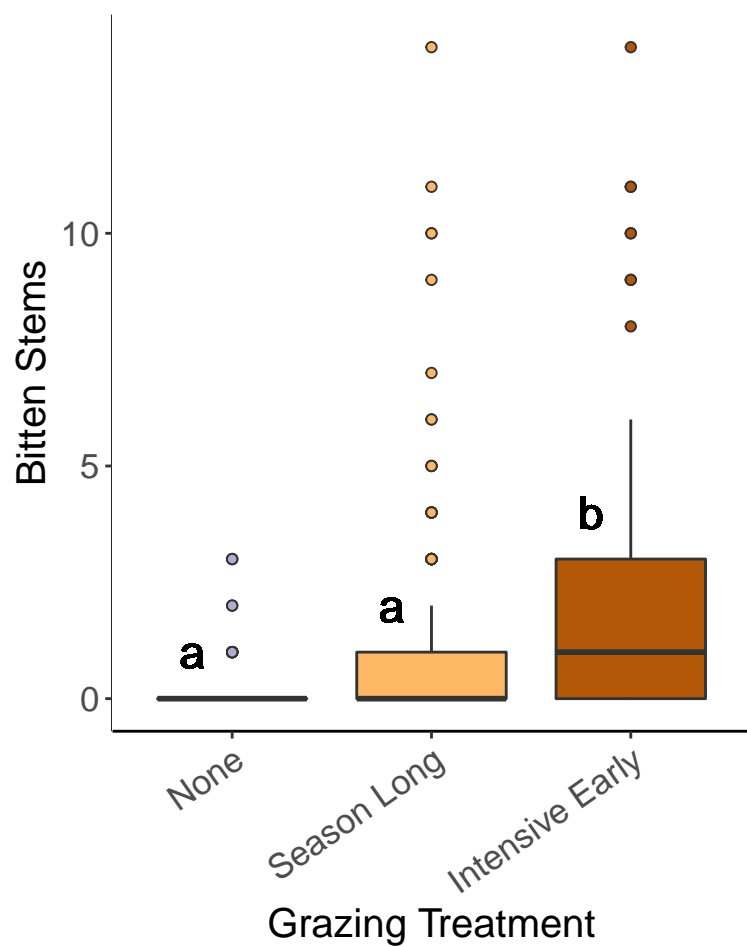 Bitten Stems
10
5
0
a
a
b
None
Season Long
Intensive Early
Grazing Treatment